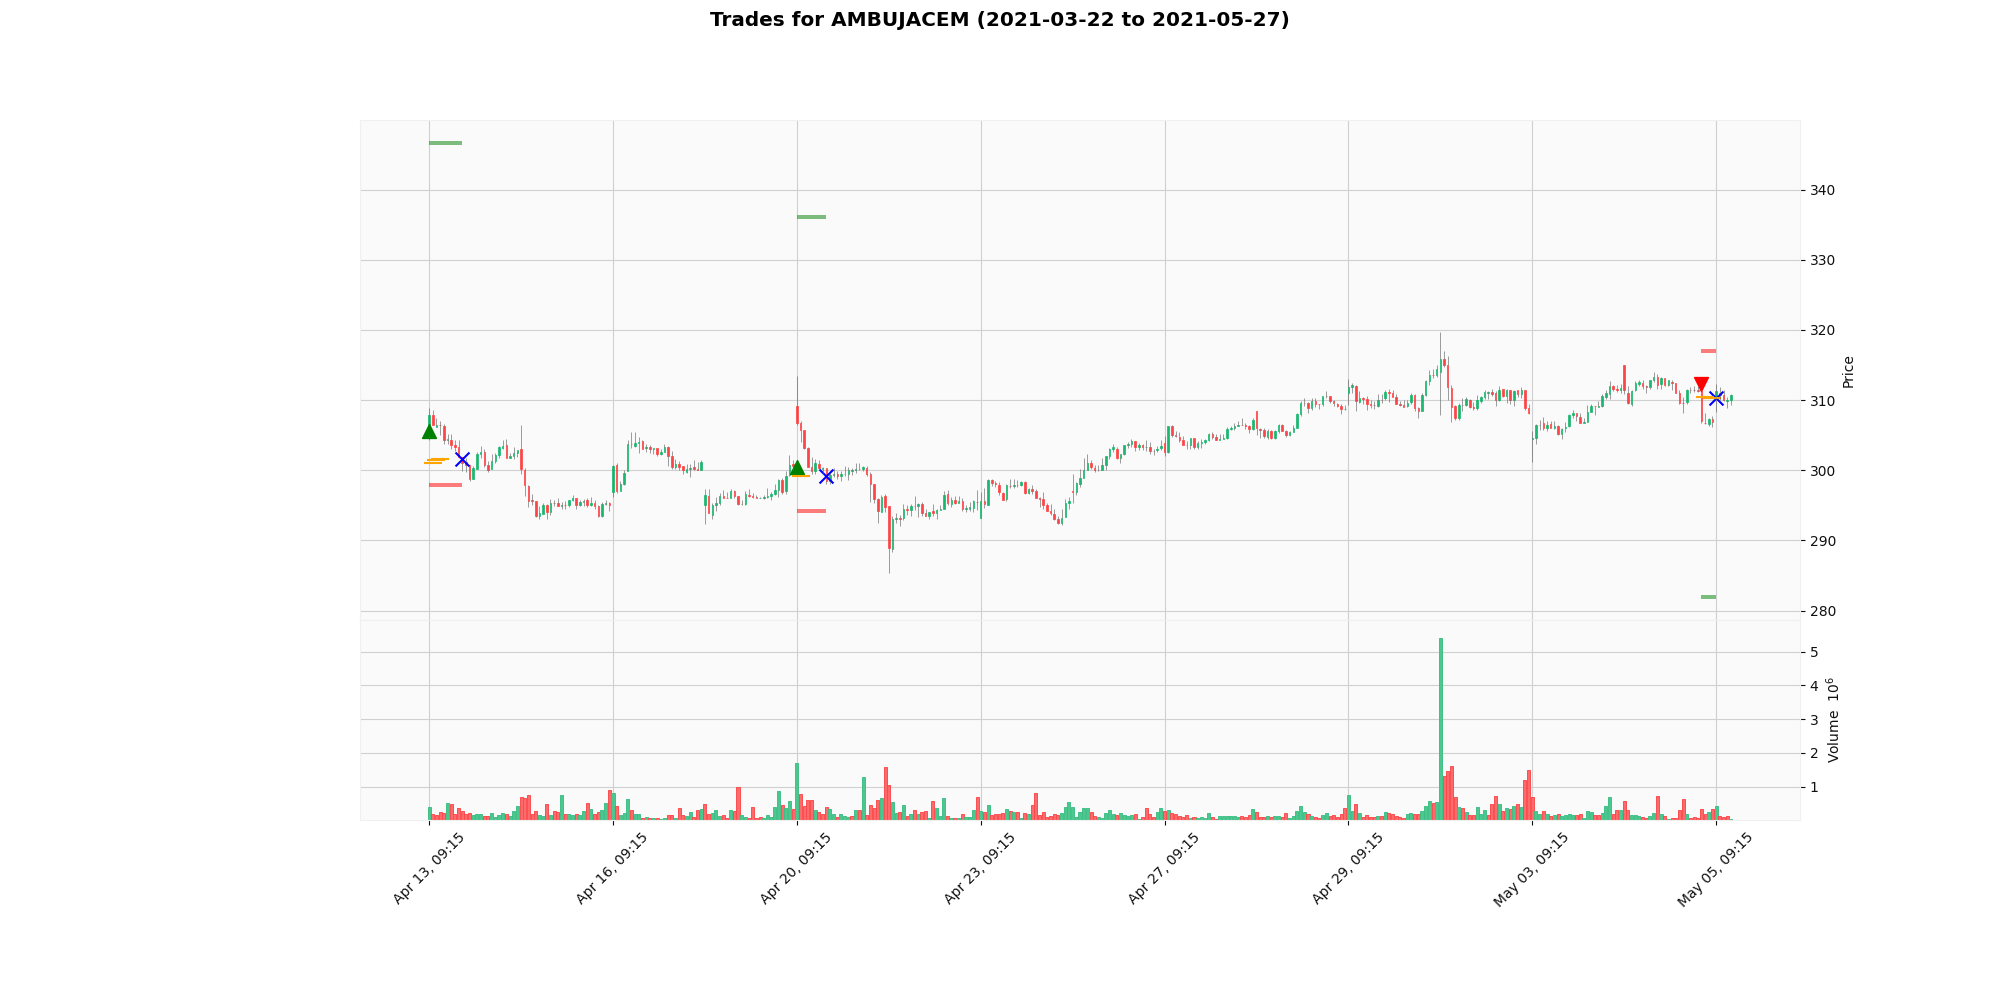 Trades for AMBUJACEM (2021-03-22 to 2021-05-27)
340
330
320
310
300
290
280
Price
5
4
3
2
1
Volume 10^6
Apr 13, 09:15
Apr 16, 09:15
Apr 20, 09:15
Apr 23, 09:15
Apr 27, 09:15
Apr 29, 09:15
May 03, 09:15
May 05, 09:15